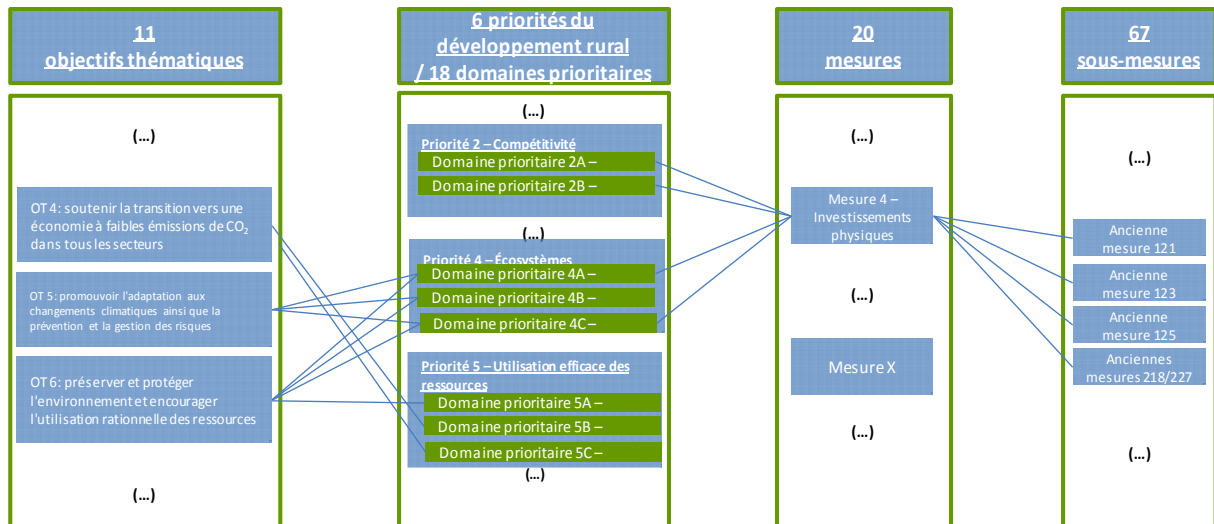 11
objectifs thématiques
(…)
OT 4: soutenir la transition vers une
économie à faibles émissions de CO₂
dans tous les secteurs
OT 5: promouvoir l'adaptation aux
changements climatiques ainsi que la
prévention et la gestion des risques
OT 6: préserver et protéger
l'environnement et encourager
l'utilisation rationnelle des ressources
(…)
6 priorités du
développement rural
/ 18 domaines prioritaires
(…)
Priorité 2 – Compétitivité
Domaine prioritaire 2A –
Domaine prioritaire 2B –
(…)
Priorité 4 – Écosystèmes
Domaine prioritaire 4A –
Domaine prioritaire 4B –
Domaine prioritaire 4C –
Priorité 5 – Utilisation efficace des
ressources
Domaine prioritaire 5A –
Domaine prioritaire 5B –
Domaine prioritaire 5C –
(…)
20
mesures
(…)
Mesure 4 –
Investissements
physiques
(…)
Mesure X
(…)
67
sous-mesures
(…)
Ancienne
mesure 121
Ancienne
mesure 123
Ancienne
mesure 125
Anciennes
mesures 218/227
(…)